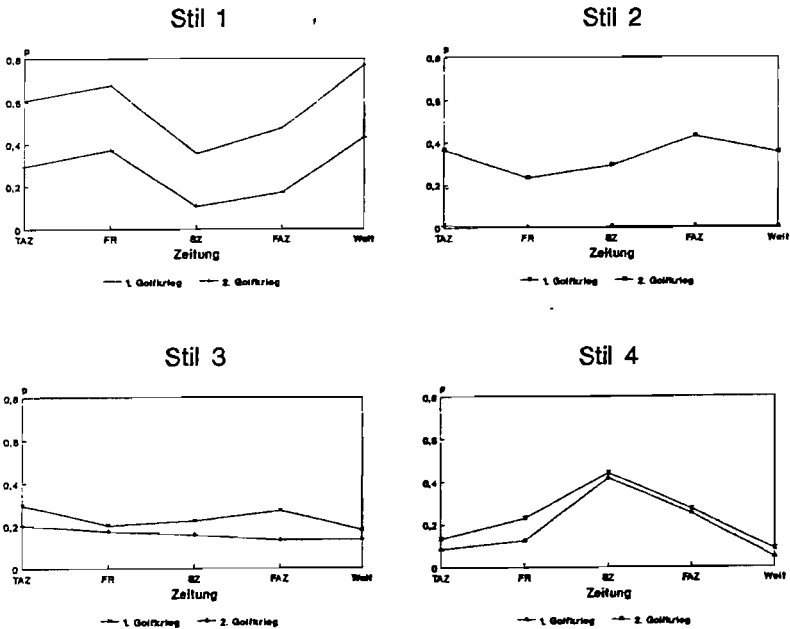 Stil 1
p
0,8
0,6
0,4
0,2
0
TAZ FR SZ FAZ Welt
Zeitung
1. Golfkrieg 2. Golfkrieg
Stil 2
0,8
0,6
0,4
0,2
0
TAZ FR SZ FAZ Welt
Zeitung
1. Golfkrieg 2. Golfkrieg
Stil 3
p
0,8
0,6
0,4
0,2
0
TAZ FR SZ FAZ Welt
Zeitung
1. Golfkrieg 2. Golfkrieg
Stil 4
p
0,8
0,6
0,4
0,2
0
TAZ FR SZ FAZ Welt
Zeitung
1. Golfkrieg 2. Golfkrieg